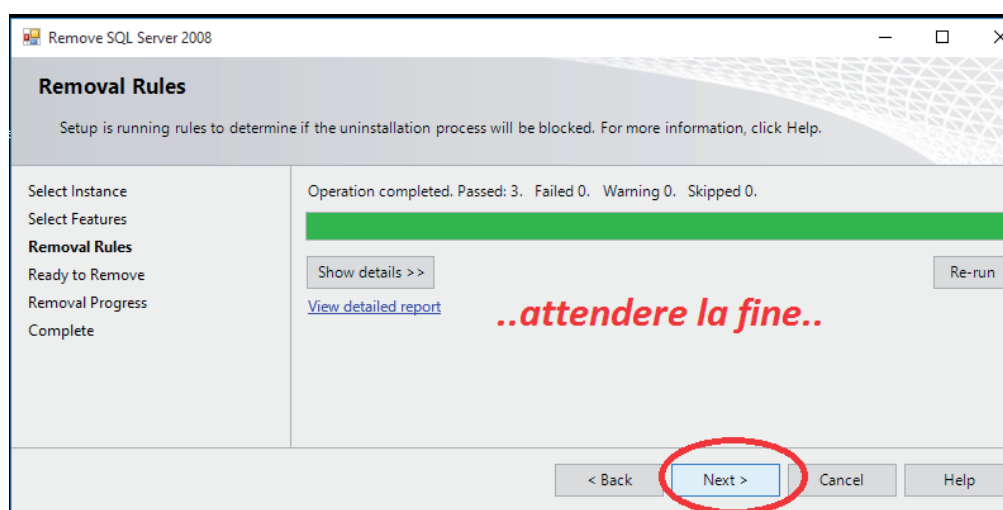 Remove SQL Server 2008
Removal Rules
Setup is running rules to determine if the uninstallation process will be blocked. For more information, click Help.
Select Instance
Select Features
Removal Rules
Ready to Remove
Removal Progress
Complete
Operation completed. Passed: 3. Failed 0. Warning 0. Skipped 0.
Show details >>
Re-run
View detailed report
..attendere la fine..
< Back
Next >
Cancel
Help